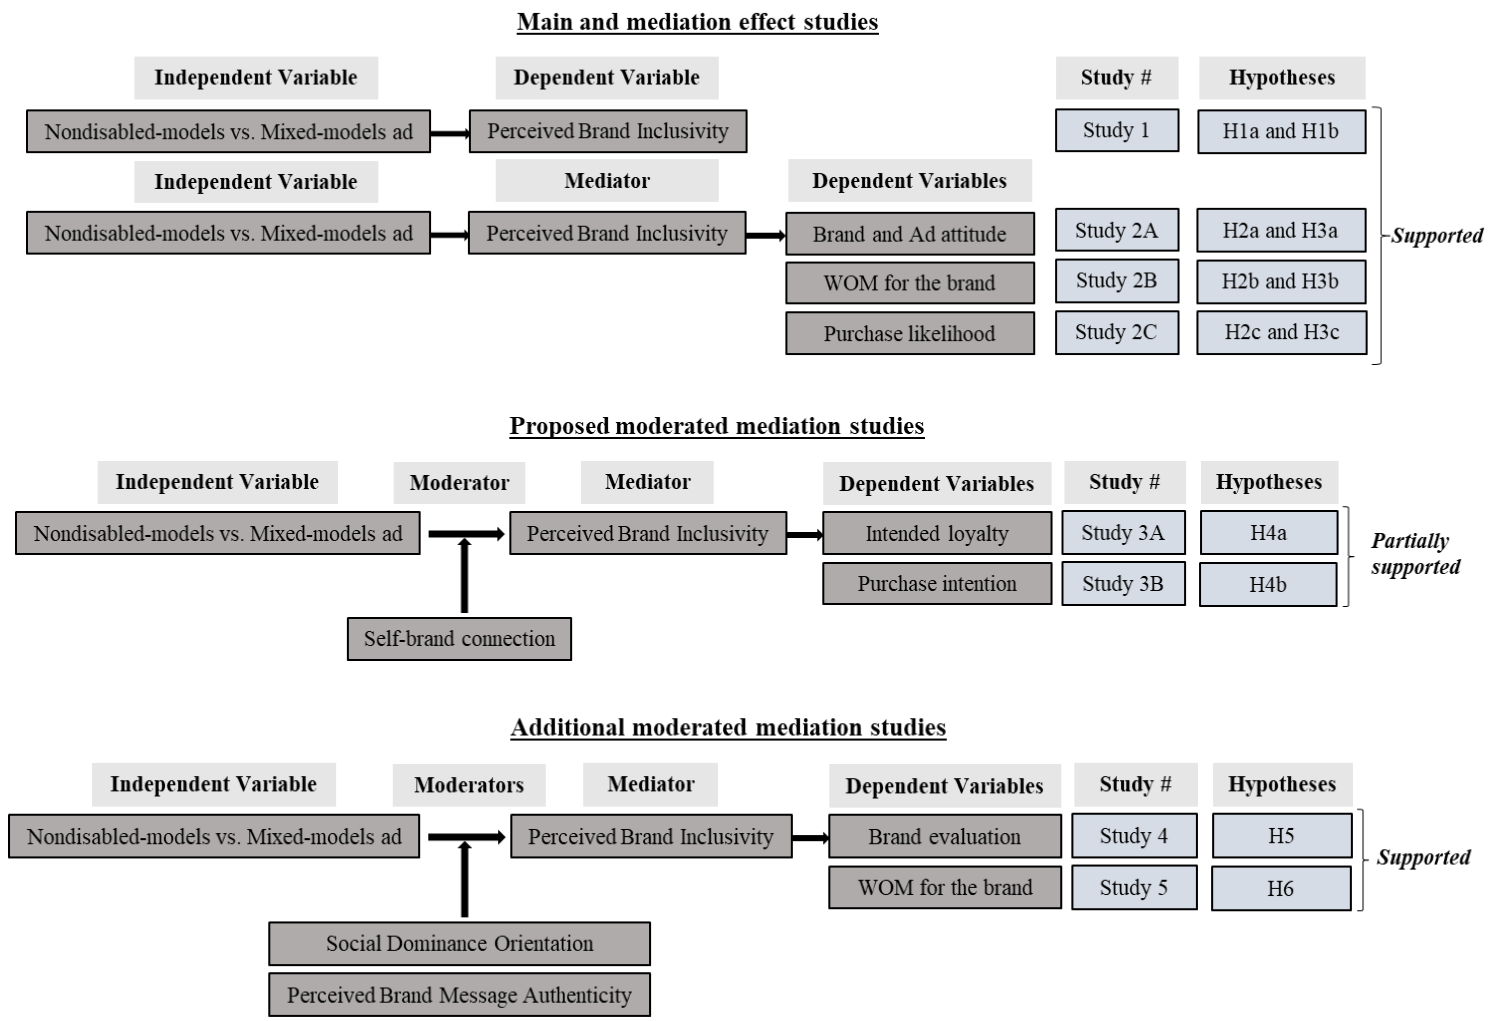 Main and mediation effect studies
Independent Variable Dependent Variable Study # Hypotheses
Nondisabled-models vs. Mixed-models ad Perceived Brand Inclusivity Study 1 H1a and H1b
Independent Variable Mediator Dependent Variables
Nondisabled-models vs. Mixed-models ad Perceived Brand Inclusivity Brand and Ad attitude Study 2A H2a and H3a
Supported
WOM for the brand Study 2B H2b and H3b
Purchase likelihood Study 2C H2c and H3c
Proposed moderated mediation studies
Independent Variable Moderator Mediator Dependent Variables Study # Hypotheses
Nondisabled-models vs. Mixed-models ad Perceived Brand Inclusivity Intended loyalty Study 3A H4a
Partially
supported
Purchase intention Study 3B H4b
Self-brand connection
Additional moderated mediation studies
Independent Variable Moderators Mediator Dependent Variables Study # Hypotheses
Nondisabled-models vs. Mixed-models ad Perceived Brand Inclusivity Brand evaluation Study 4 H5
Supported
WOM for the brand Study 5 H6
Social Dominance Orientation
Perceived Brand Message Authenticity